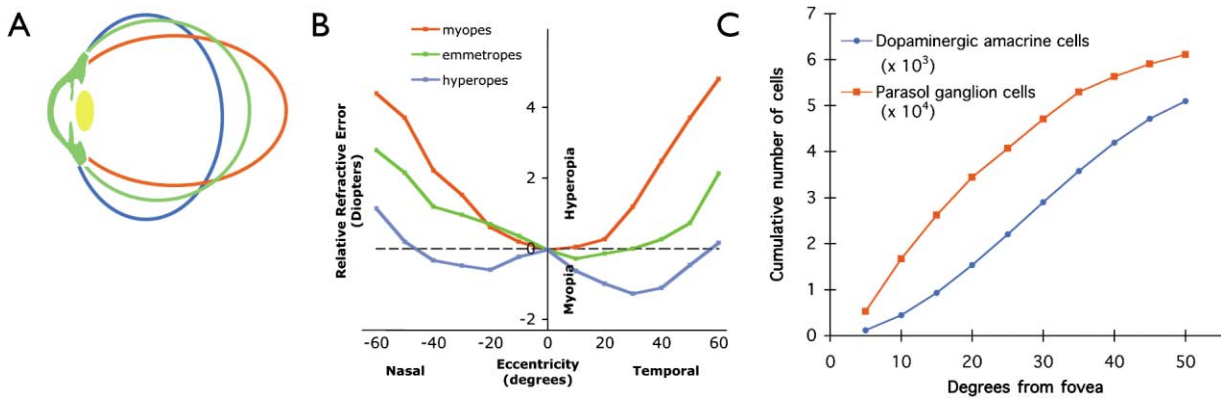 A
B
myopes
emmetropes
hyperopes
Relative Refractive Error
(Diopters)
4
2
0
-2
Hyperopia
Myopia
-60
-40
-20
0
20
40
60
Nasal
Eccentricity
(degrees)
Temporal
C
Dopaminergic amacrine cells
(x 10³)
Parasol ganglion cells
(x 10⁴)
Cumulative number of cells
7
6
5
4
3
2
1
0
0
10
20
30
40
50
Degrees from fovea